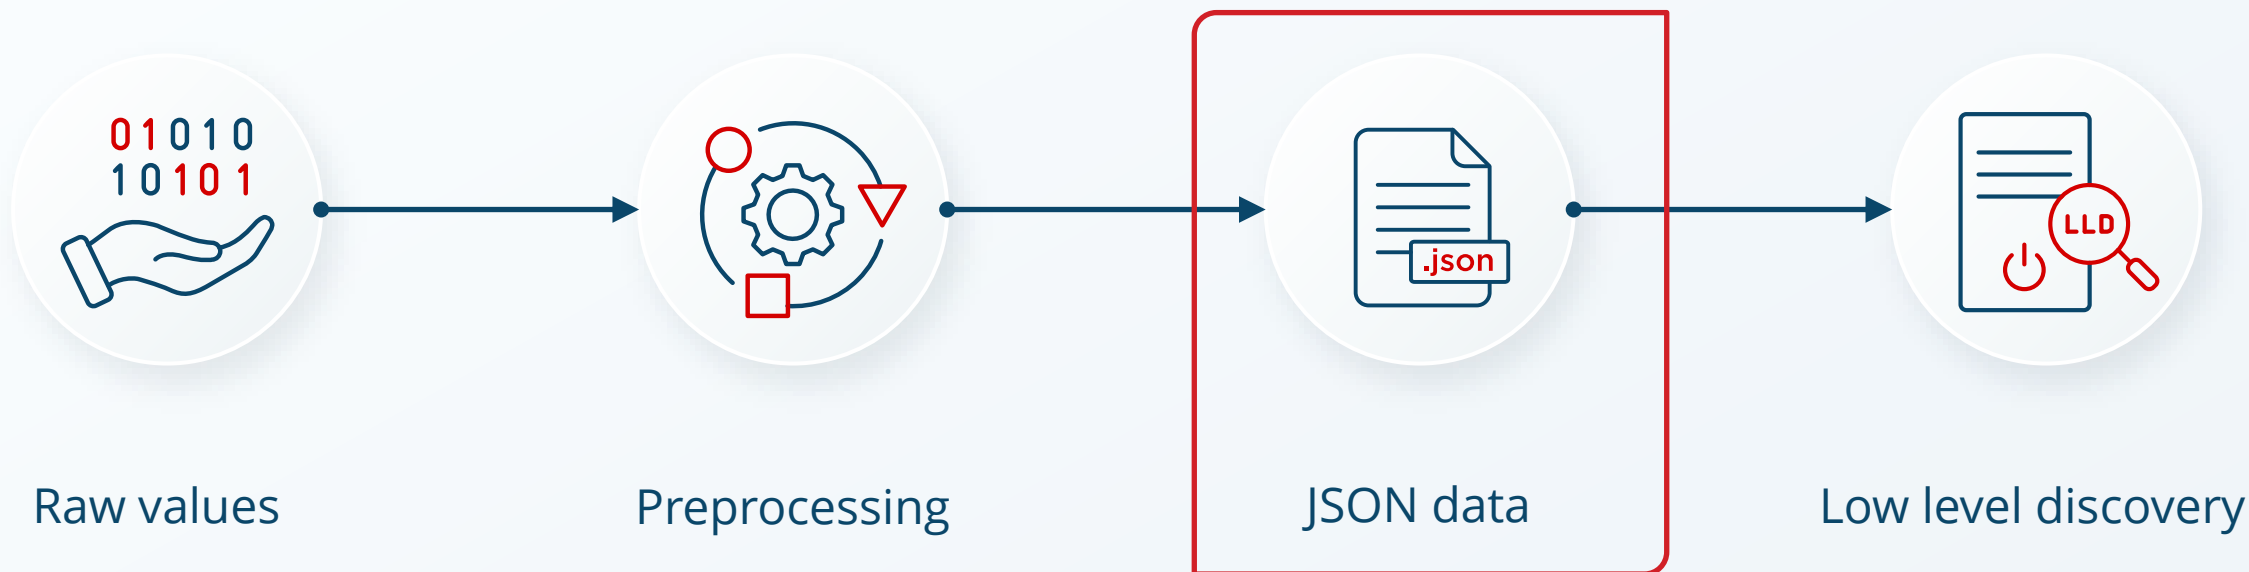 01010
10101
.json
LLD
Raw values
Preprocessing
JSON data
Low level discovery